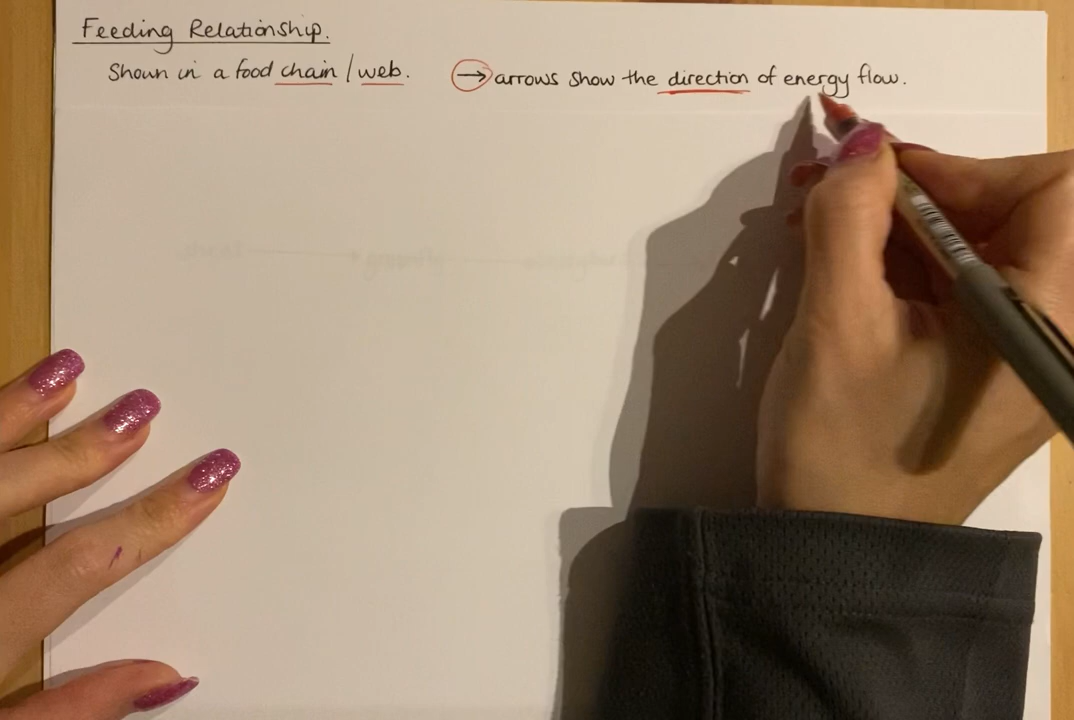 Feeding Relationship.
Shown in a food chain / web. → arrows show the direction of energy flow.